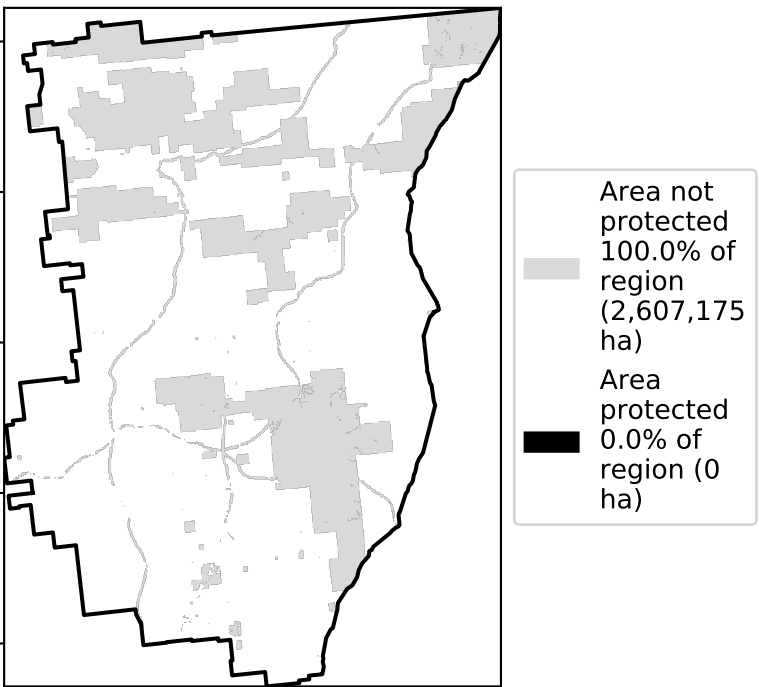 Area not
protected
100.0% of
region
(2,607,175
ha)
Area
protected
0.0% of
region (0
ha)